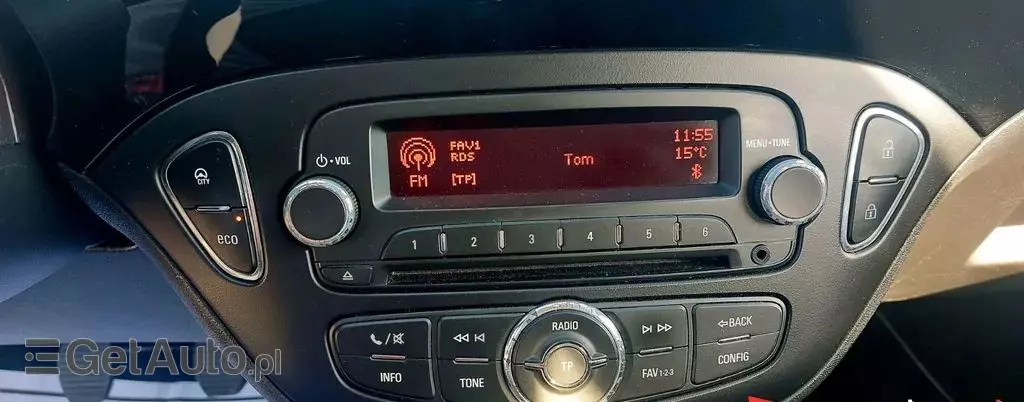 FAV1
RDS
FM
[TP]
Tom
11:55
15°C
VOL
MENU • TUNE
CITY
eco
1
2
3
4
5
6
RADIO
TP
INFO
TONE
FAV1-2-3
BACK
CONFIG
GetAuto.pl